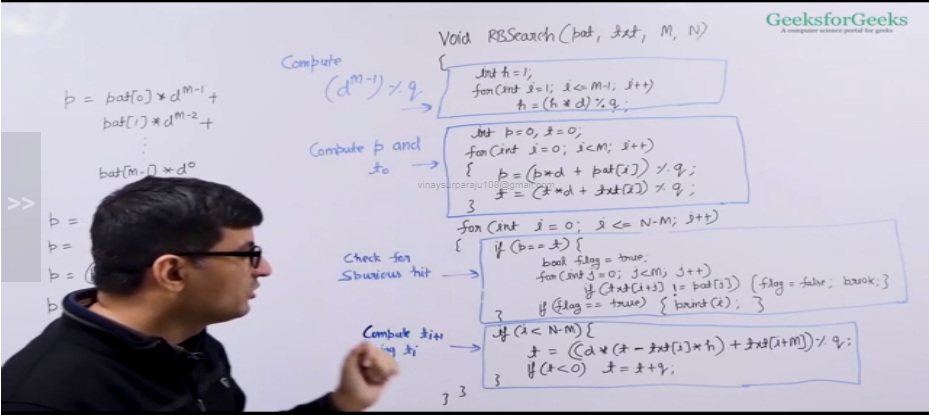 GeeksforGeeks
A computer science portal for geeks
Void RBSearch(pat, txt, M, N)
{
Compute
(d^M-1) % q
int h=1;
for(int i=1; i<=M-1; i++)
h=(h*d)%q;
p = pat[0]*d^M-1 +
pat[1]*d^M-2 +
⋮
pat[M-1]*d^0
Compute p and
t0
int p=0, t=0;
for(int i=0; i<M; i++)
{ p=(p*d + pat[i]) % q;
t=(t*d + txt[i]) % q;
}
vinaysurparaju108@gmail.com
>>
p =
p =
p = (
p
for(int i=0; i<=N-M; i++)
{
Check for
Spurious hit
if (p==t){
bool flag = true;
for(int j=0; j<M; j++)
if (txt[i+j] != pat[j]) {flag=false; break;}
if(flag==true) { print(i); }
}
Compute ti+1
ti
if (i<N-M){
t = ((d*(t-txt[i]*h)+txt[i+M])%q;
if(t<0) t=t+q;
}
} }